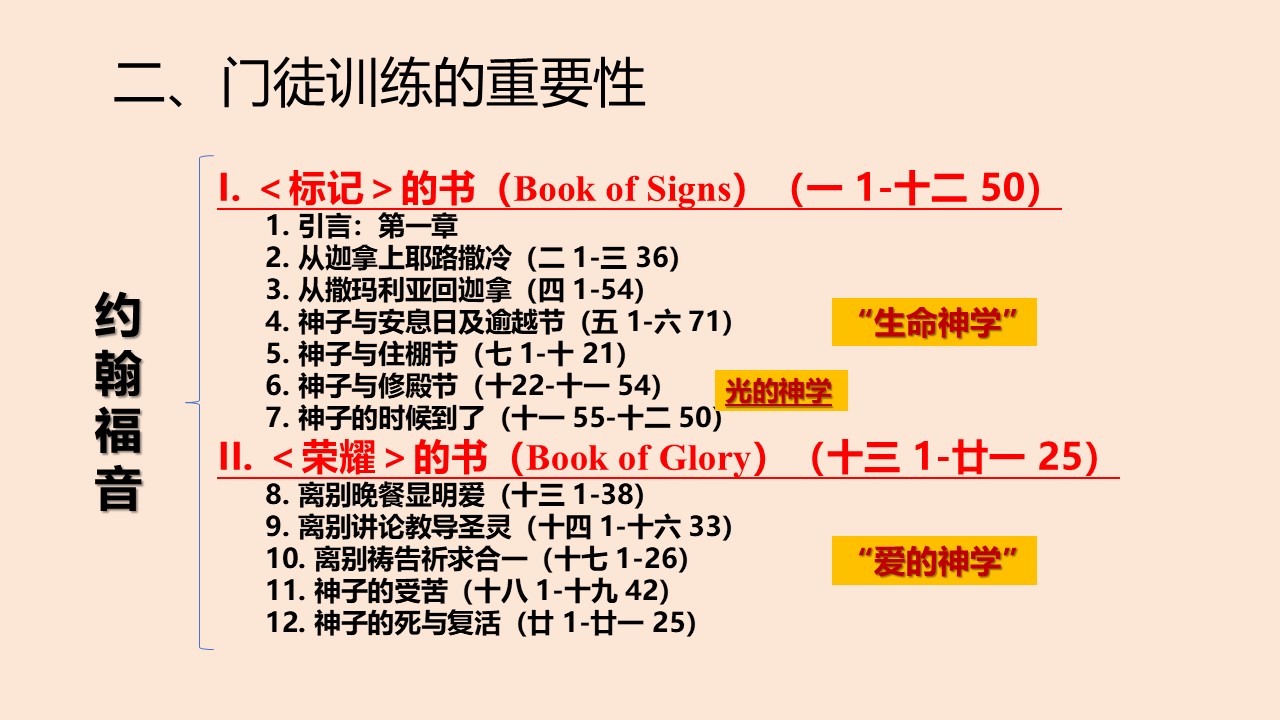 二、门徒训练的重要性
约翰福音
I. ＜标记＞的书（Book of Signs）（一 1-十二 50）
1. 引言：第一章
2. 从迦拿上耶路撒冷（二 1-三 36）
3. 从撒玛利亚回迦拿（四 1-54）
4. 神子与安息日及逾越节（五 1-六 71）
“生命神学”
5. 神子与住棚节（七 1-十 21）
6. 神子与修殿节（十22-十一 54）
光的神学
7. 神子的时候到了（十一 55-十二 50）
II. ＜荣耀＞的书（Book of Glory）（十三 1-廿一 25）
8. 离别晚餐显明爱（十三 1-38）
9. 离别讲论教导圣灵（十四 1-十六 33）
10. 离别祷告祈求合一（十七 1-26）
“爱的神学”
11. 神子的受苦（十八 1-十九 42）
12. 神子的死与复活（廿 1-廿一 25）